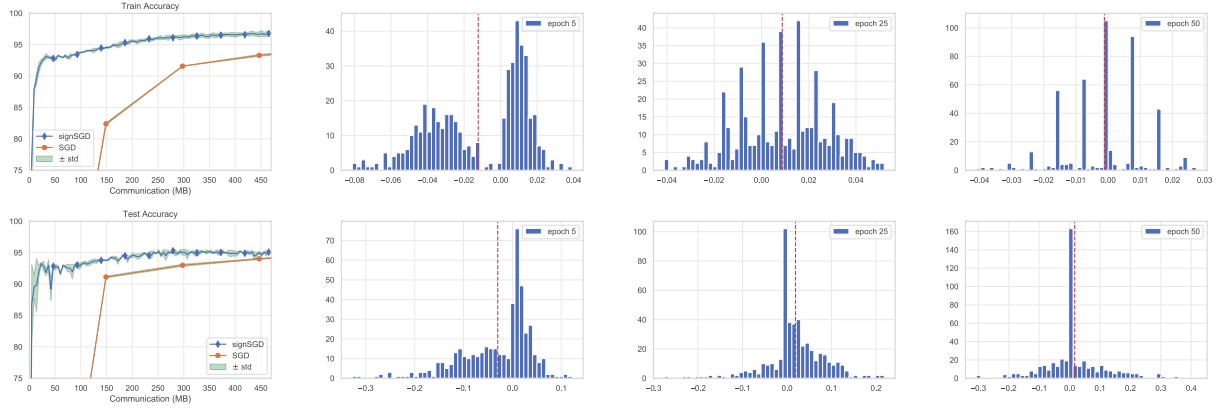 Train Accuracy
100
95
90
85
80
75
signSGD
SGD
± std
0 50 100 150 200 250 300 350 400 450
Communication (MB)
epoch 5
40
30
20
10
0
−0.08 −0.06 −0.04 −0.02 0.00 0.02 0.04
epoch 25
40
35
30
25
20
15
10
5
0
−0.04 −0.02 0.00 0.02 0.04
epoch 50
100
80
60
40
20
0
−0.04 −0.03 −0.02 −0.01 0.00 0.01 0.02 0.03
Test Accuracy
100
95
90
85
80
75
signSGD
SGD
± std
0 50 100 150 200 250 300 350 400 450
Communication (MB)
epoch 5
70
60
50
40
30
20
10
0
−0.3 −0.2 −0.1 0.0 0.1
epoch 25
100
80
60
40
20
0
−0.3 −0.2 −0.1 0.0 0.1 0.2
epoch 50
160
140
120
100
80
60
40
20
0
−0.3 −0.2 −0.1 0.0 0.1 0.2 0.3 0.4